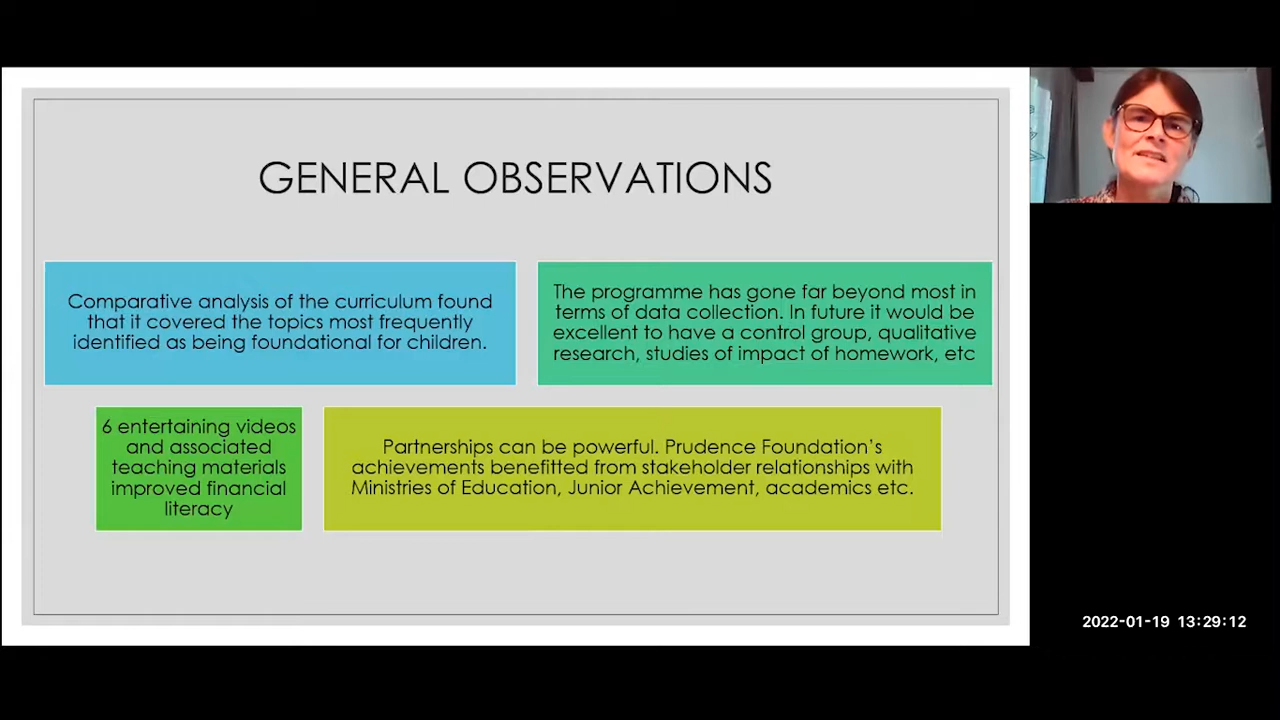 GENERAL OBSERVATIONS
Comparative analysis of the curriculum found
that it covered the topics most frequently
identified as being foundational for children.
The programme has gone far beyond most in
terms of data collection. In future it would be
excellent to have a control group, qualitative
research, studies of impact of homework, etc
6 entertaining videos
and associated
teaching materials
improved financial
literacy
Partnerships can be powerful. Prudence Foundation’s
achievements benefitted from stakeholder relationships with
Ministries of Education, Junior Achievement, academics etc.
2022-01-19 13:29:12